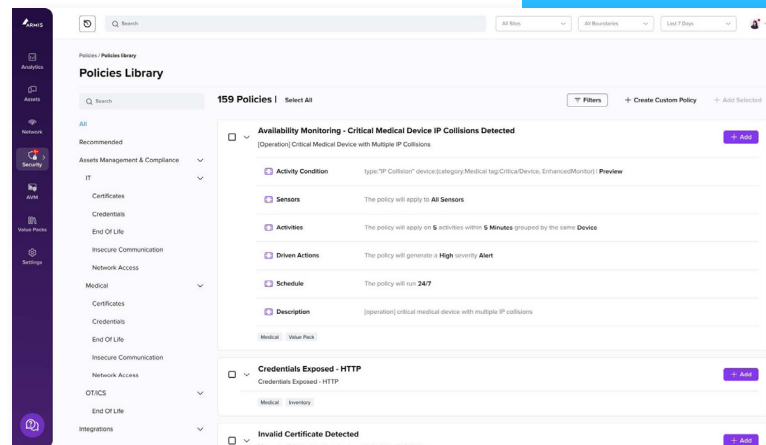 ARMIS
Search
All Sites
All Boundaries
Last 7 Days
Analytics
Assets
Network
Security
AVM
Value Packs
Settings
Policies / Policies library
Policies Library
Search
All
Recommended
Assets Management & Compliance
IT
Certificates
Credentials
End Of Life
Insecure Communication
Network Access
Medical
Certificates
Credentials
End Of Life
Insecure Communication
Network Access
OT/ICS
End Of Life
Integrations
159 Policies | Select All
Filters
+ Create Custom Policy
+ Add Selected
Availability Monitoring - Critical Medical Device IP Collisions Detected
[Operation] Critical Medical Device with Multiple IP Collisions
+ Add
Activity Condition type:"IP Collision" device:(category:Medical tag:Critica/Device, EnhancedMonitor) | Preview
Sensors The policy will apply to All Sensors
Activities The policy will apply on 5 activities within 5 Minutes grouped by the same Device
Driven Actions The policy will generate a High severity Alert
Schedule The policy will run 24/7
Description [operation] critical medical device with multiple IP collisions
Medical Value Pack
Credentials Exposed - HTTP
Credentials Exposed - HTTP
+ Add
Medical Inventory
Invalid Certificate Detected
+ Add